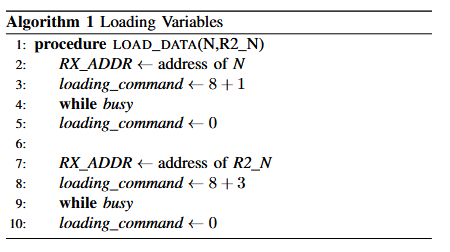 Algorithm 1 Loading Variables
1: procedure LOAD_DATA(N,R2_N)
2: RX_ADDR ← address of N
3: loading_command ← 8 + 1
4: while busy
5: loading_command ← 0
6:
7: RX_ADDR ← address of R2_N
8: loading_command ← 8 + 3
9: while busy
10: loading_command ← 0